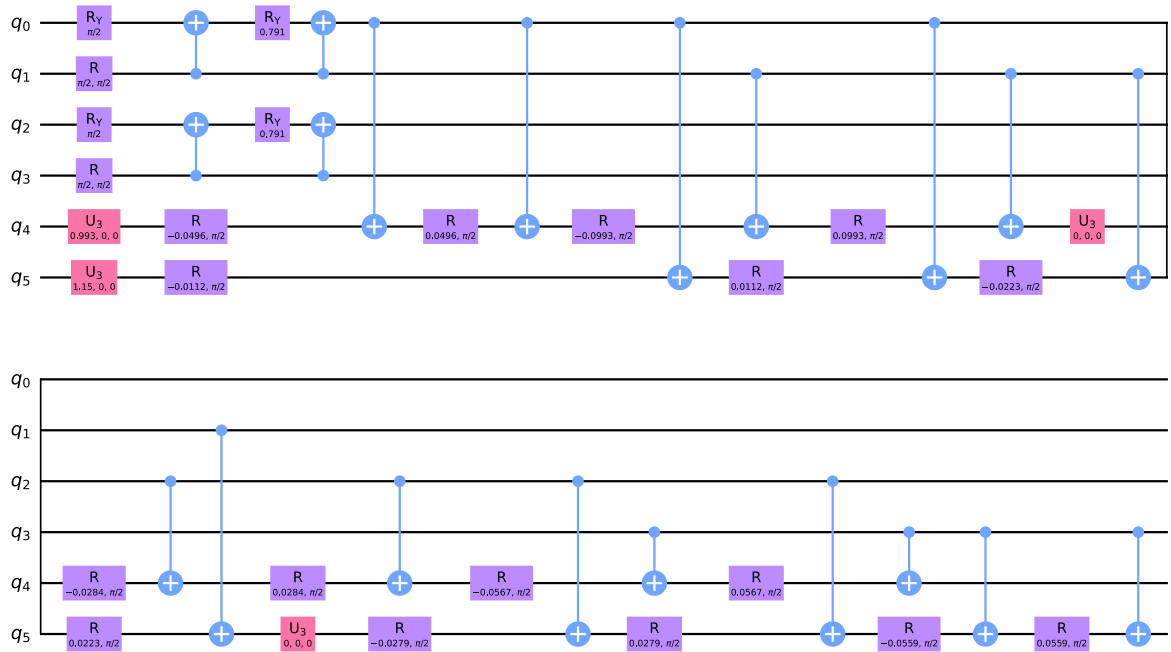 q0 RY π/2 RY 0.791
q1 R π/2, π/2
q2 RY π/2 RY 0.791
q3 R π/2, π/2
q4 U3 0.993, 0, 0 R −0.0496, π/2 R 0.0496, π/2 R −0.0993, π/2 R 0.0993, π/2 U3 0, 0, 0
q5 U3 1.15, 0, 0 R −0.0112, π/2 R 0.0112, π/2 R −0.0223, π/2
q0
q1
q2
q3
q4 R −0.0284, π/2 R 0.0284, π/2 R −0.0567, π/2 R 0.0567, π/2
q5 R 0.0223, π/2 U3 0, 0, 0 R −0.0279, π/2 R 0.0279, π/2 R −0.0559, π/2 R 0.0559, π/2